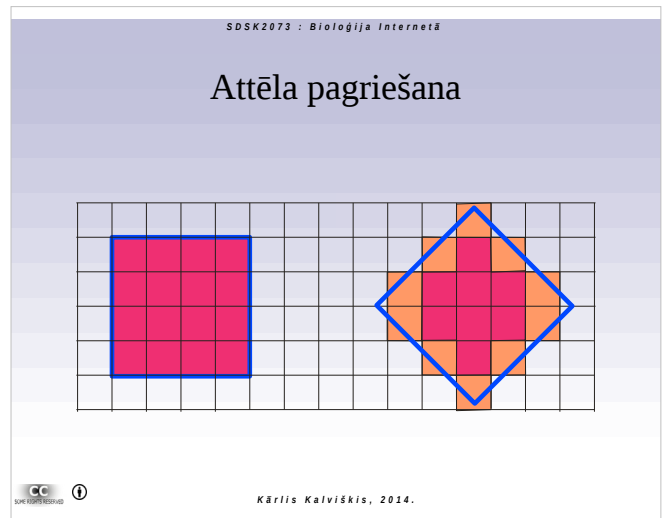 SDSK2073 : Bioloģija Internetā
Attēla pagriešana
CC
SOME RIGHTS RESERVED
Kārlis Kalviškis, 2014.